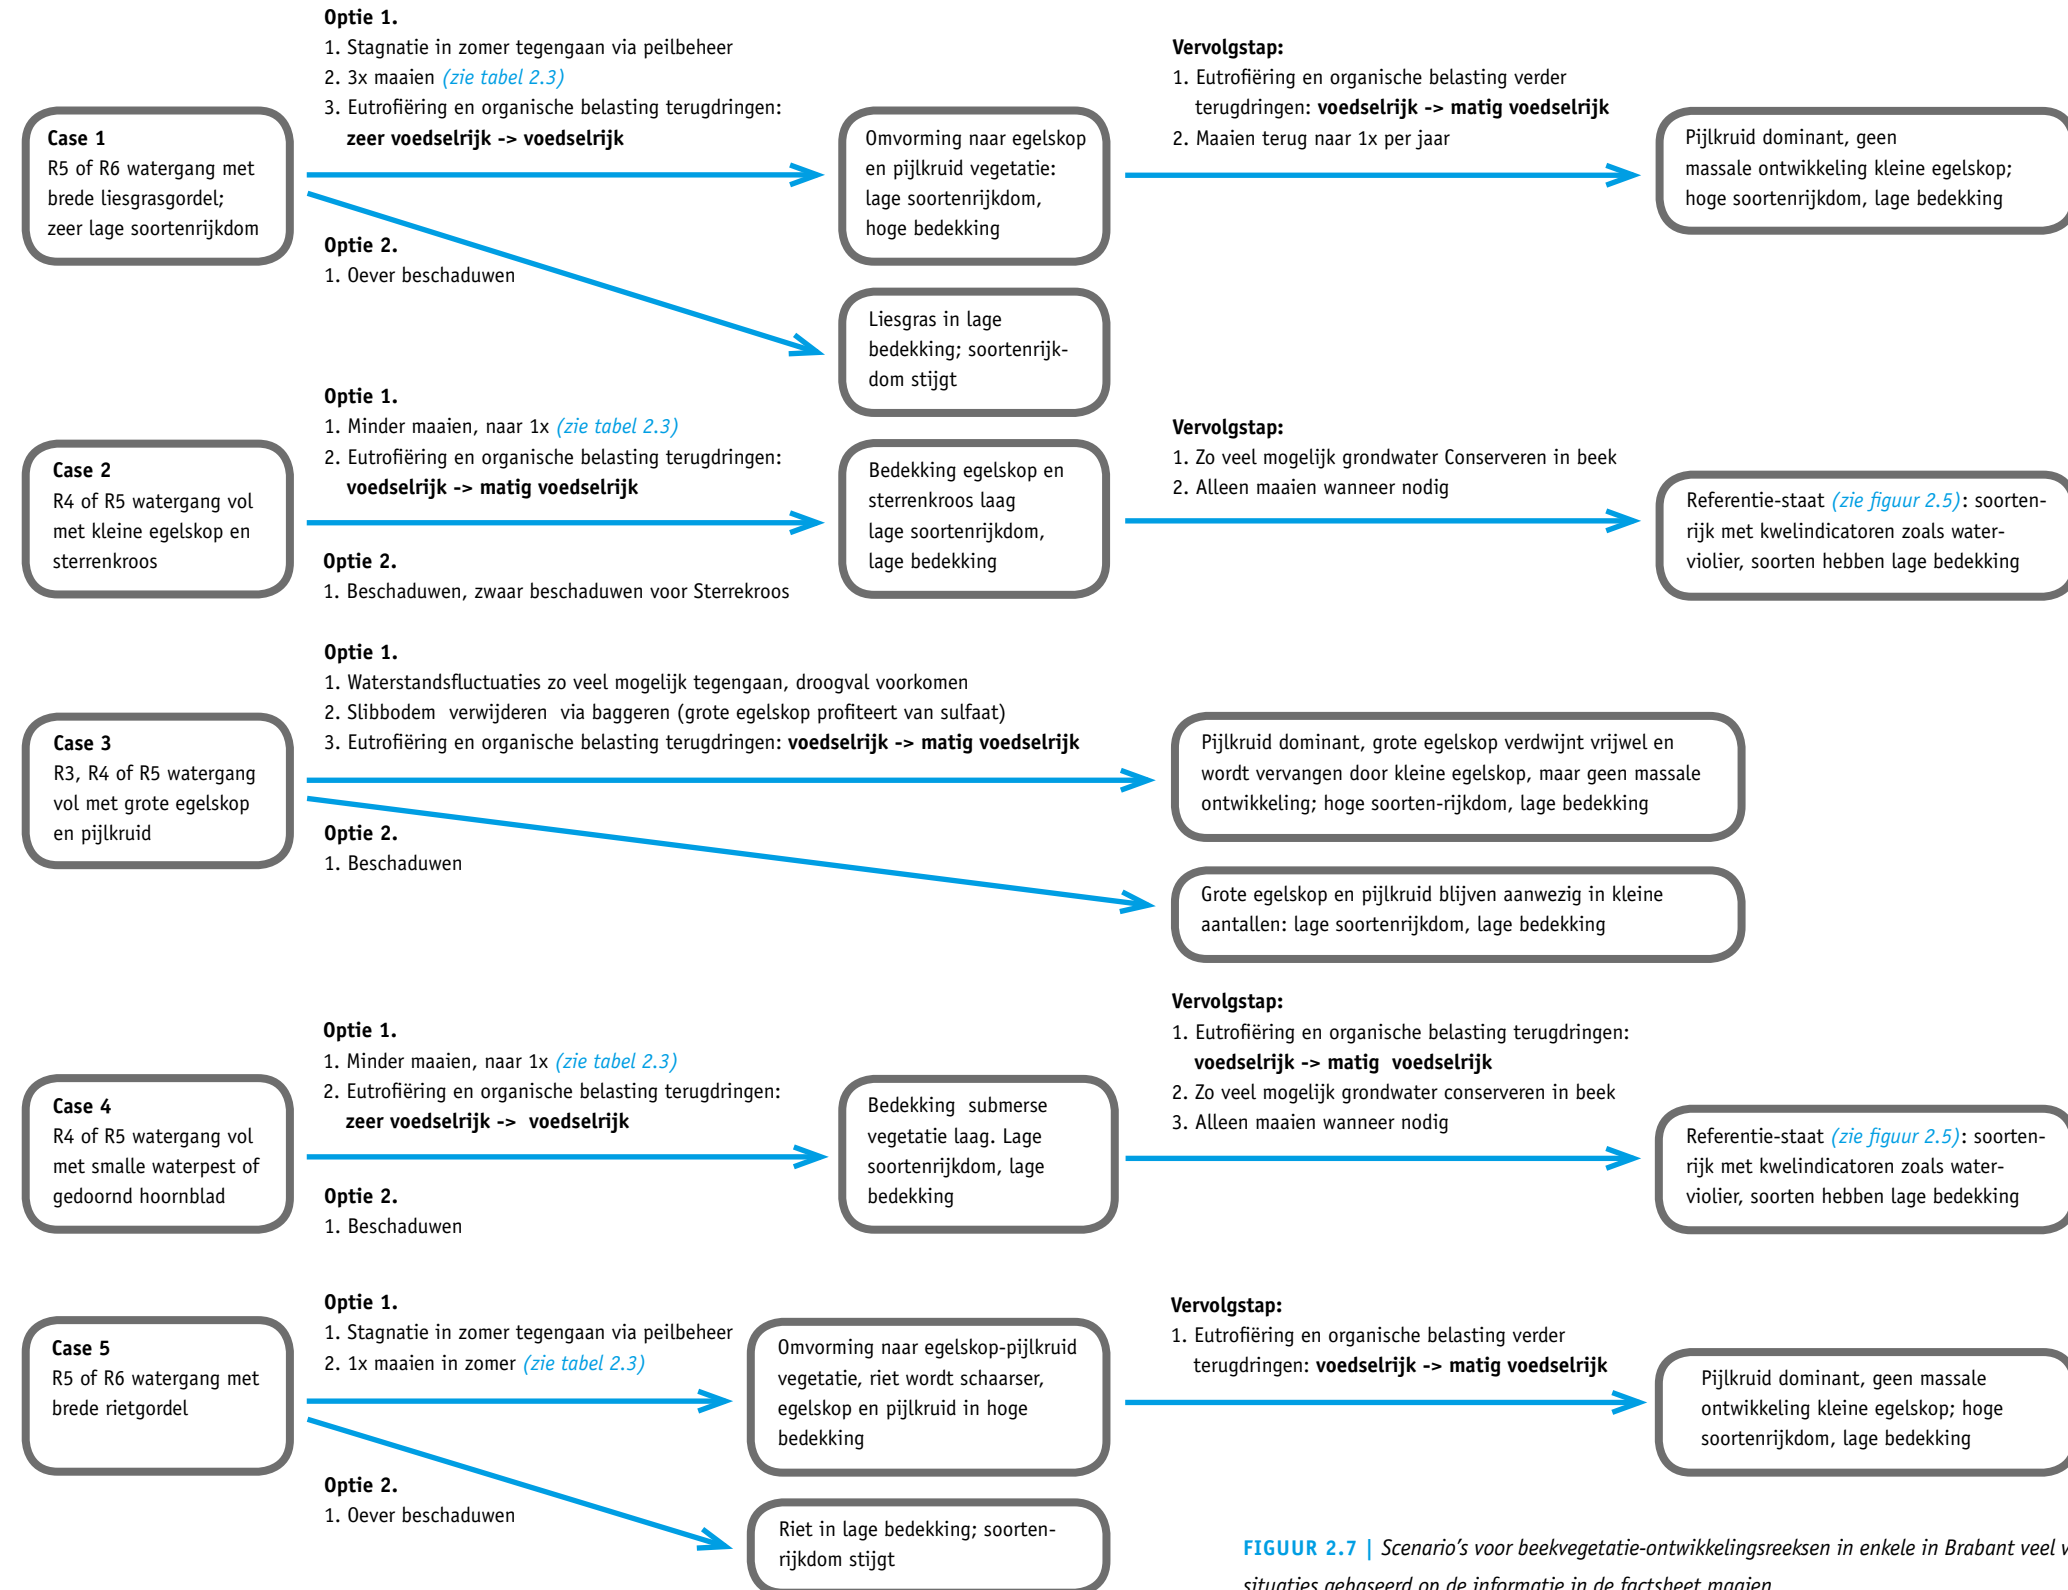 Optie 1.
1. Stagnatie in zomer tegengaan via peilbeheer
2. 3x maaien (zie tabel 2.3)
3. Eutrofiëring en organische belasting terugdringen:
zeer voedselrijk -> voedselrijk
Vervolgstap:
1. Eutrofiëring en organische belasting verder
terugdringen: voedselrijk -> matig voedselrijk
2. Maaien terug naar 1x per jaar
Case 1
R5 of R6 watergang met
brede liesgrasgordel;
zeer lage soortenrijkdom
Omvorming naar egelskop
en pijlkruid vegetatie:
lage soortenrijkdom,
hoge bedekking
Pijlkruid dominant, geen
massale ontwikkeling kleine egelskop;
hoge soortenrijkdom, lage bedekking
Optie 2.
1. Oever beschaduwen
Liesgras in lage
bedekking; soortenrijk-
dom stijgt
Optie 1.
1. Minder maaien, naar 1x (zie tabel 2.3)
2. Eutrofiëring en organische belasting terugdringen:
voedselrijk -> matig voedselrijk
Vervolgstap:
1. Zo veel mogelijk grondwater Conserveren in beek
2. Alleen maaien wanneer nodig
Case 2
R4 of R5 watergang vol
met kleine egelskop en
sterrenkroos
Bedekking egelskop en
sterrenkroos laag
lage soortenrijkdom,
lage bedekking
Referentie-staat (zie figuur 2.5): soorten-
rijk met kwelindicatoren zoals water-
violier, soorten hebben lage bedekking
Optie 2.
1. Beschaduwen, zwaar beschaduwen voor Sterrekroos
Optie 1.
1. Waterstandsfluctuaties zo veel mogelijk tegengaan, droogval voorkomen
2. Slibbodem verwijderen via baggeren (grote egelskop profiteert van sulfaat)
3. Eutrofiëring en organische belasting terugdringen: voedselrijk -> matig voedselrijk
Case 3
R3, R4 of R5 watergang
vol met grote egelskop
en pijlkruid
Pijlkruid dominant, grote egelskop verdwijnt vrijwel en
wordt vervangen door kleine egelskop, maar geen massale
ontwikkeling; hoge soorten-rijkdom, lage bedekking
Optie 2.
1. Beschaduwen
Grote egelskop en pijlkruid blijven aanwezig in kleine
aantallen: lage soortenrijkdom, lage bedekking
Optie 1.
1. Minder maaien, naar 1x (zie tabel 2.3)
2. Eutrofiëring en organische belasting terugdringen:
zeer voedselrijk -> voedselrijk
Vervolgstap:
1. Eutrofiëring en organische belasting terugdringen:
voedselrijk -> matig voedselrijk
2. Zo veel mogelijk grondwater conserveren in beek
3. Alleen maaien wanneer nodig
Case 4
R4 of R5 watergang vol
met smalle waterpest of
gedoornd hoornblad
Bedekking submerse
vegetatie laag. Lage
soortenrijkdom, lage
bedekking
Referentie-staat (zie figuur 2.5): soorten-
rijk met kwelindicatoren zoals water-
violier, soorten hebben lage bedekking
Optie 2.
1. Beschaduwen
Optie 1.
1. Stagnatie in zomer tegengaan via peilbeheer
2. 1x maaien in zomer (zie tabel 2.3)
Vervolgstap:
1. Eutrofiëring en organische belasting verder
terugdringen: voedselrijk -> matig voedselrijk
Case 5
R5 of R6 watergang met
brede rietgordel
Omvorming naar egelskop-pijlkruid
vegetatie, riet wordt schaarser,
egelskop en pijlkruid in hoge
bedekking
Pijlkruid dominant, geen massale
ontwikkeling kleine egelskop; hoge
soortenrijkdom, lage bedekking
Optie 2.
1. Oever beschaduwen
Riet in lage bedekking; soorten-
rijkdom stijgt
FIGUUR 2.7 | Scenario's voor beekvegetatie-ontwikkelingsreeksen in enkele in Brabant veel
situaties gebaseerd op de informatie in de factsheet maaien